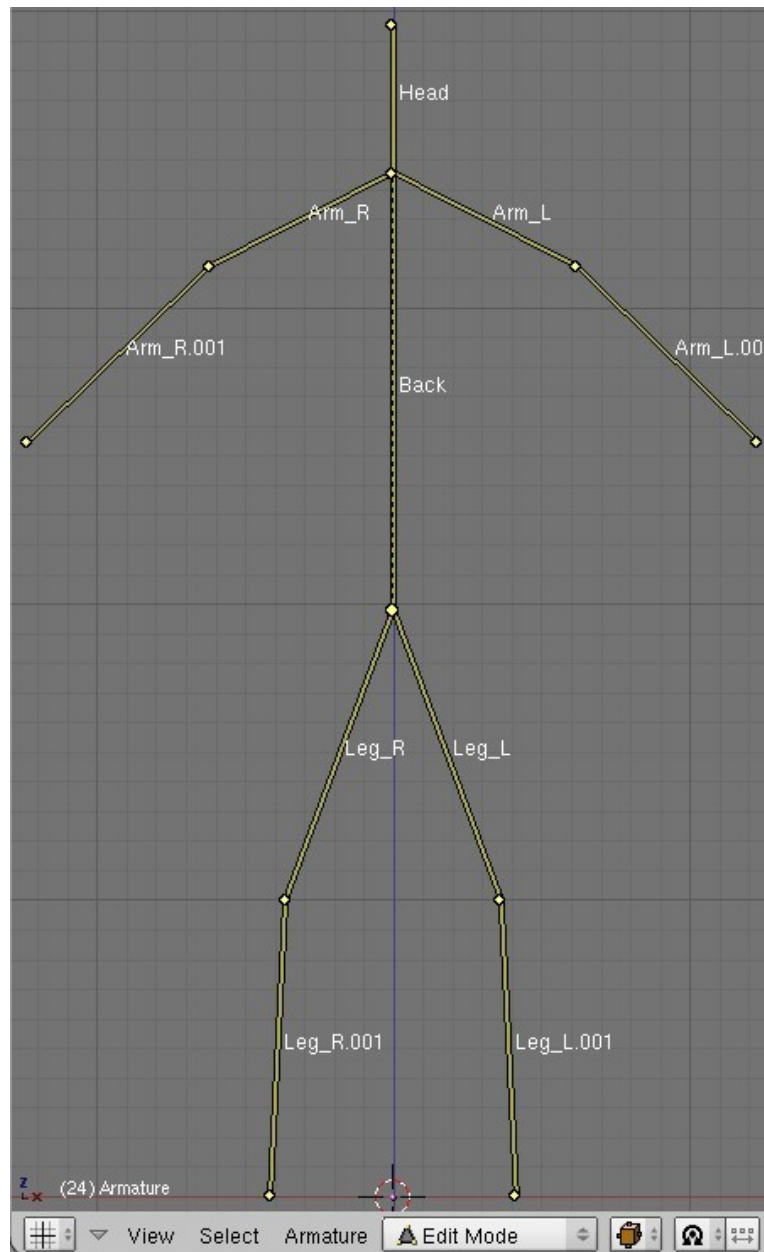 Head
Arm_R Arm_L
Arm_R.001 Arm_L.00
Back
Leg_R Leg_L
Leg_R.001 Leg_L.001
z
x (24) Armature
View Select Armature Edit Mode